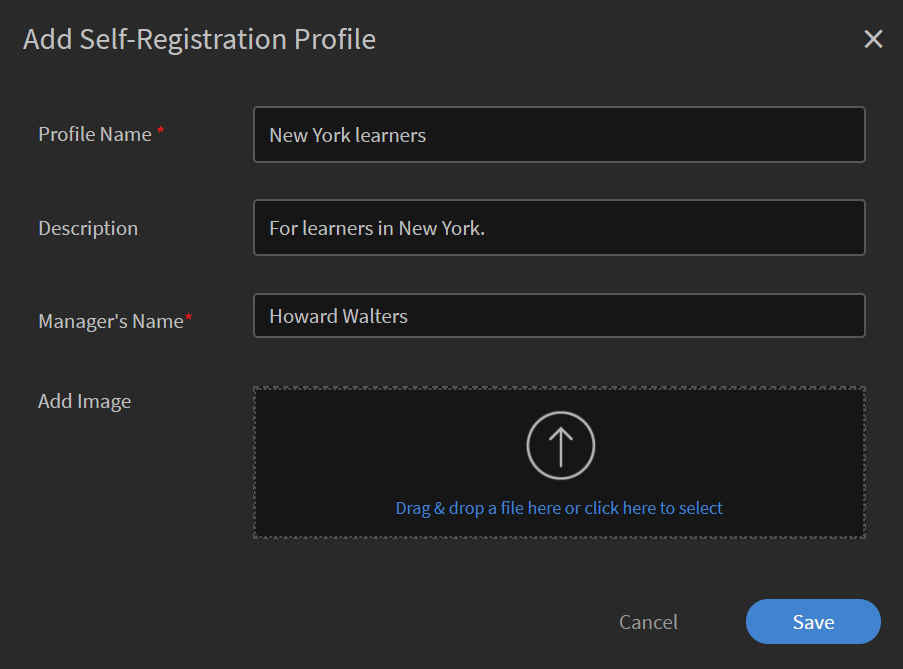 Add Self-Registration Profile
Profile Name * New York learners
Description For learners in New York.
Manager's Name* Howard Walters
Add Image
Drag & drop a file here or click here to select
Cancel Save